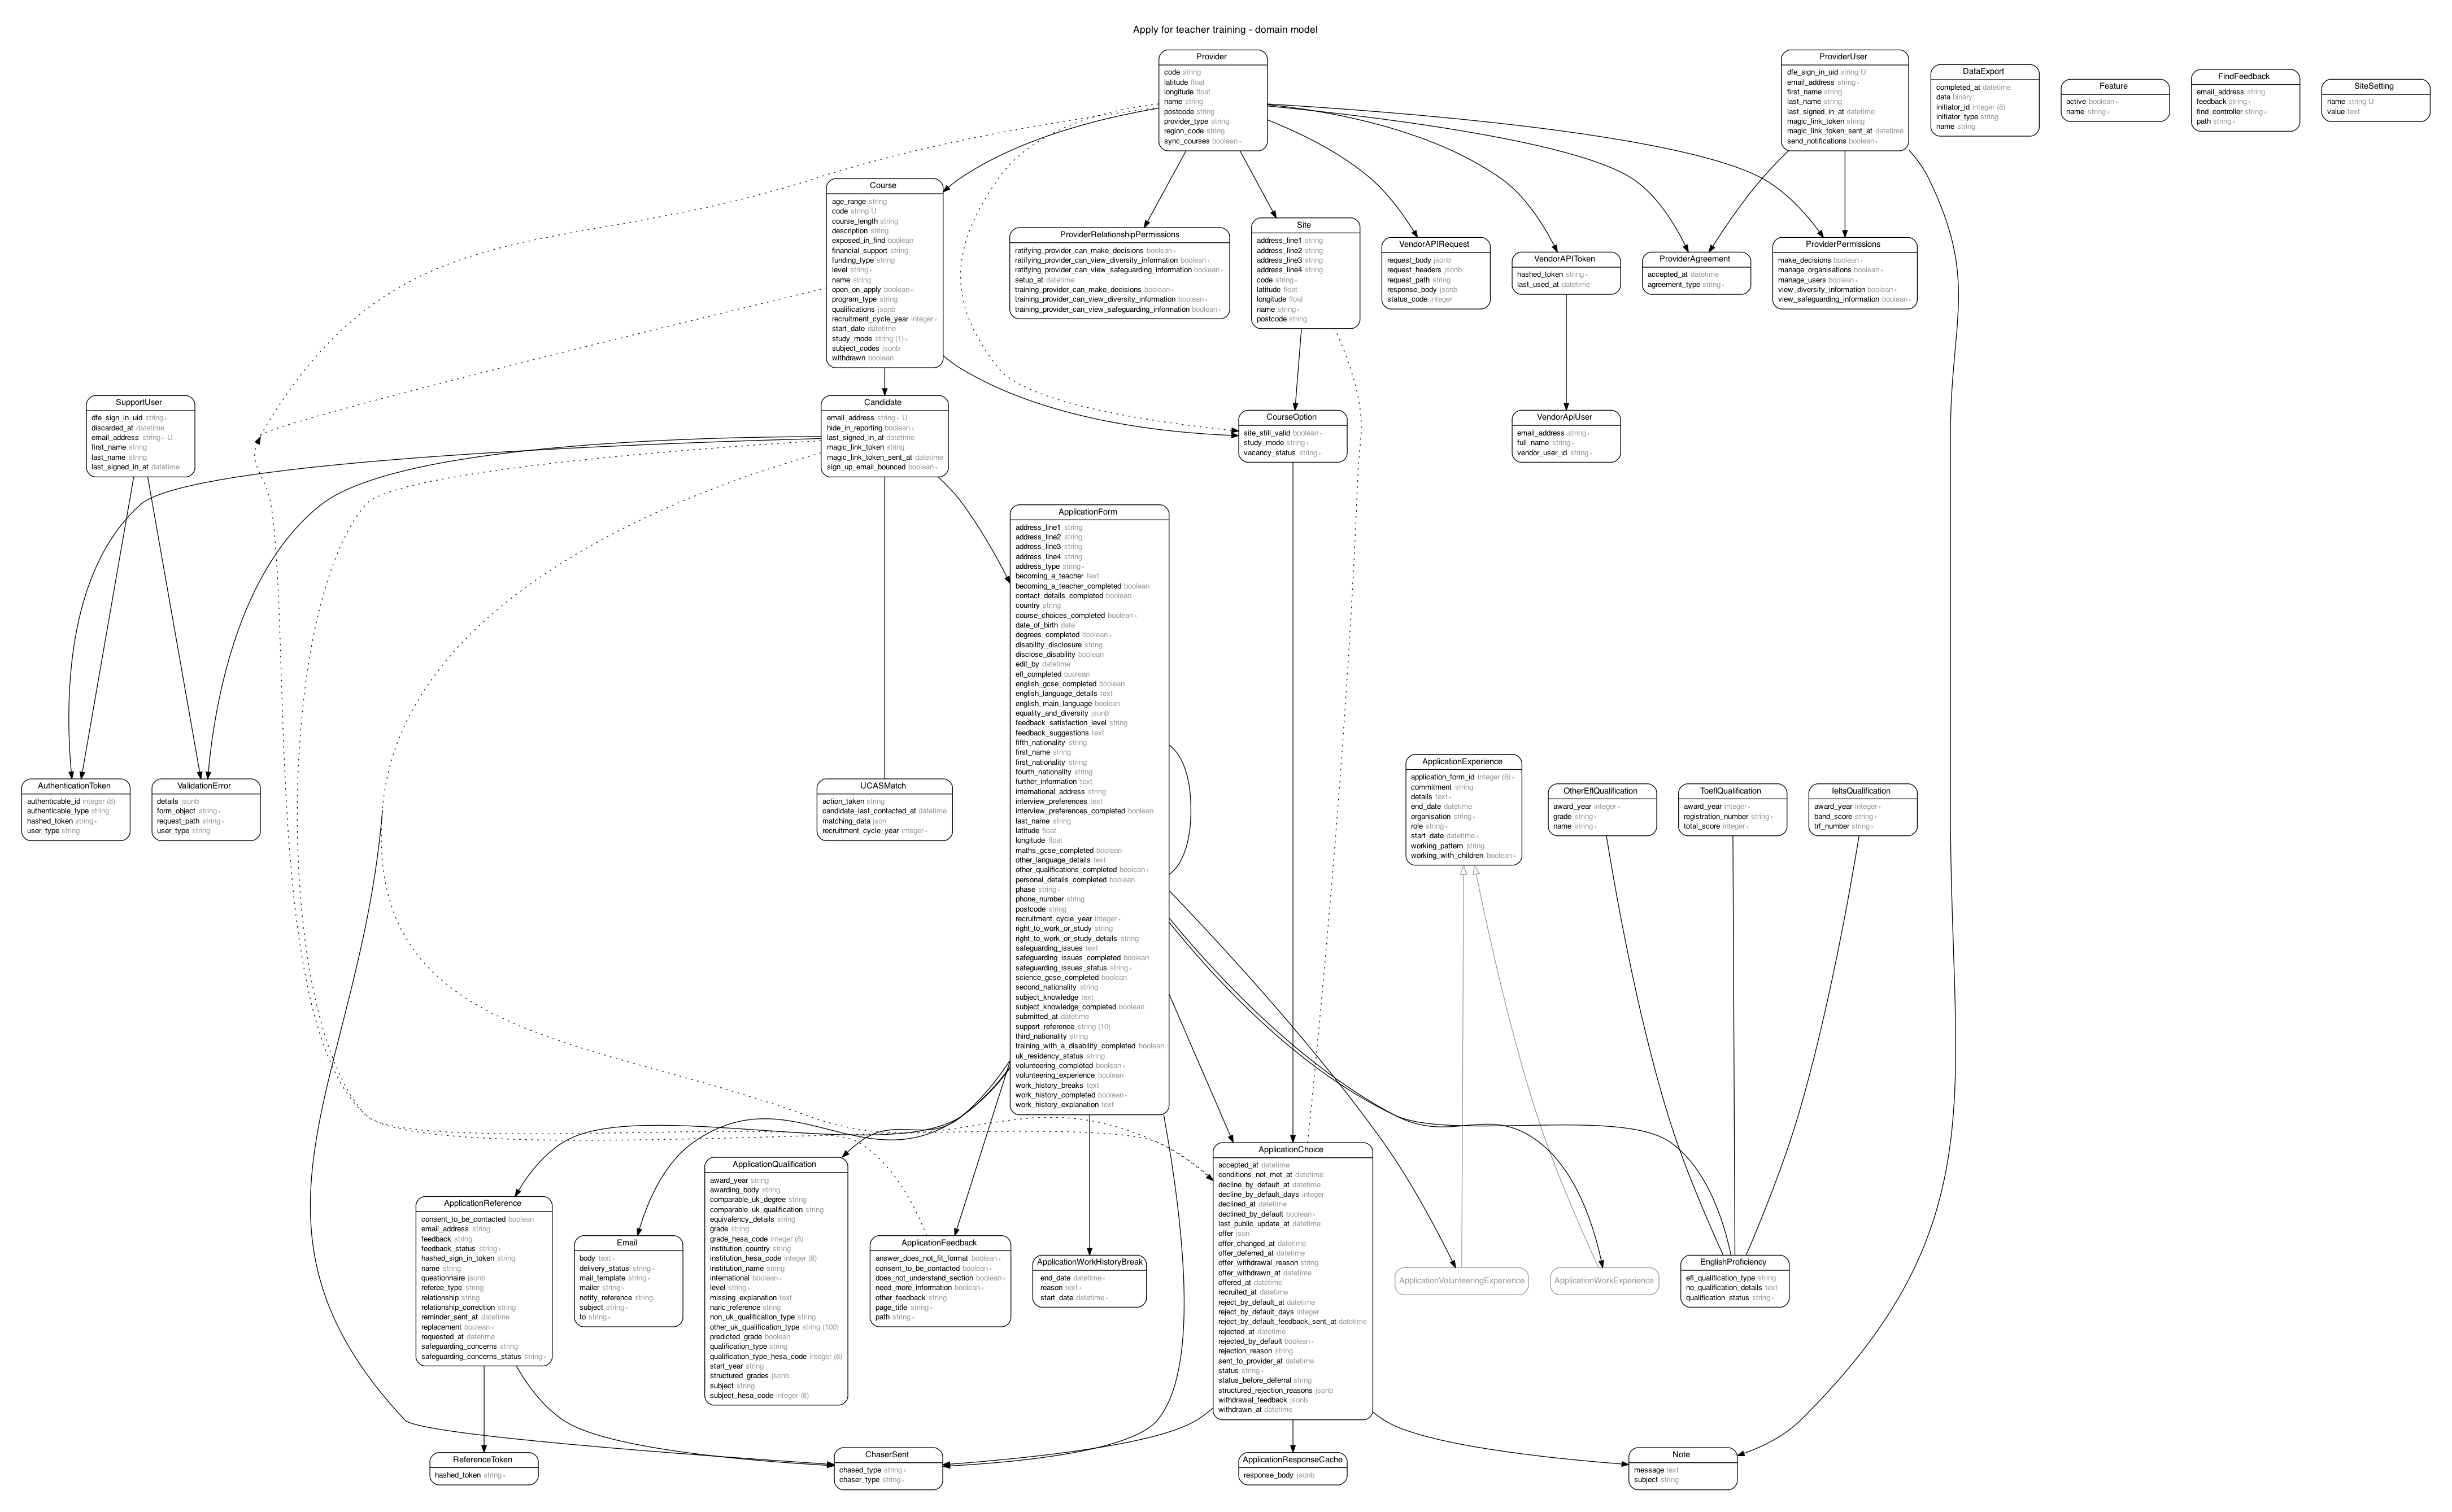 Apply for teacher training - domain model
Provider
code string
latitude float
longitude float
name string
postcode string
provider_type string
region_code string
sync_courses boolean ∗
ProviderUser
dfe_sign_in_uid string U
email_address string ∗
first_name string
last_name string
last_signed_in_at datetime
magic_link_token string
magic_link_token_sent_at datetime
send_notifications boolean ∗
DataExport
completed_at datetime
data binary
initiator_id integer (8)
initiator_type string
name string
Feature
active boolean ∗
name string ∗
FindFeedback
email_address string
feedback string ∗
find_controller string ∗
path string ∗
SiteSetting
name string U
value text
Course
age_range string
code string U
course_length string
description string
exposed_in_find boolean
financial_support string
funding_type string
level string ∗
name string
open_on_apply boolean ∗
program_type string
qualifications jsonb
recruitment_cycle_year integer ∗
start_date datetime
study_mode string (1) ∗
subject_codes jsonb
withdrawn boolean
ProviderRelationshipPermissions
ratifying_provider_can_make_decisions boolean ∗
ratifying_provider_can_view_diversity_information boolean ∗
ratifying_provider_can_view_safeguarding_information boolean ∗
setup_at datetime
training_provider_can_make_decisions boolean ∗
training_provider_can_view_diversity_information boolean ∗
training_provider_can_view_safeguarding_information boolean ∗
Site
address_line1 string
address_line2 string
address_line3 string
address_line4 string
code string ∗
latitude float
longitude float
name string ∗
postcode string
VendorAPIRequest
request_body jsonb
request_headers jsonb
request_path string
response_body jsonb
status_code integer
VendorAPIToken
hashed_token string ∗
last_used_at datetime
ProviderAgreement
accepted_at datetime
agreement_type string ∗
ProviderPermissions
make_decisions boolean ∗
manage_organisations boolean ∗
manage_users boolean ∗
view_diversity_information boolean ∗
view_safeguarding_information boolean ∗
SupportUser
dfe_sign_in_uid string ∗
discarded_at datetime
email_address string ∗ U
first_name string
last_name string
last_signed_in_at datetime
Candidate
email_address string ∗ U
hide_in_reporting boolean ∗
last_signed_in_at datetime
magic_link_token string
magic_link_token_sent_at datetime
sign_up_email_bounced boolean ∗
CourseOption
site_still_valid boolean ∗
study_mode string ∗
vacancy_status string ∗
VendorApiUser
email_address string ∗
full_name string ∗
vendor_user_id string ∗
ApplicationForm
address_line1 string
address_line2 string
address_line3 string
address_line4 string
address_type string ∗
becoming_a_teacher text
becoming_a_teacher_completed boolean
contact_details_completed boolean
country string
course_choices_completed boolean ∗
date_of_birth date
degrees_completed boolean ∗
disability_disclosure string
disclose_disability boolean
edit_by datetime
efl_completed boolean
english_gcse_completed boolean
english_language_details text
english_main_language boolean
equality_and_diversity jsonb
feedback_satisfaction_level string
feedback_suggestions text
fifth_nationality string
first_name string
first_nationality string
fourth_nationality string
further_information text
international_address string
interview_preferences text
interview_preferences_completed boolean
last_name string
latitude float
longitude float
maths_gcse_completed boolean
other_language_details text
other_qualifications_completed boolean ∗
personal_details_completed boolean
phase string ∗
phone_number string
postcode string
recruitment_cycle_year integer ∗
right_to_work_or_study string
right_to_work_or_study_details string
safeguarding_issues text
safeguarding_issues_completed boolean
safeguarding_issues_status string ∗
science_gcse_completed boolean
second_nationality string
subject_knowledge text
subject_knowledge_completed boolean
submitted_at datetime
support_reference string (10)
third_nationality string
training_with_a_disability_completed boolean
uk_residency_status string
volunteering_completed boolean ∗
volunteering_experience boolean
work_history_breaks text
work_history_completed boolean ∗
work_history_explanation text
AuthenticationToken
authenticable_id integer (8)
authenticable_type string
hashed_token string ∗
user_type string
ValidationError
details jsonb
form_object string ∗
request_path string ∗
user_type string
UCASMatch
action_taken string
candidate_last_contacted_at datetime
matching_data json
recruitment_cycle_year integer ∗
ApplicationExperience
application_form_id integer (8) ∗
commitment string
details text ∗
end_date datetime
organisation string ∗
role string ∗
start_date datetime ∗
working_pattern string
working_with_children boolean ∗
OtherEflQualification
award_year integer ∗
grade string ∗
name string ∗
ToeflQualification
award_year integer ∗
registration_number string ∗
total_score integer ∗
IeltsQualification
award_year integer ∗
band_score string ∗
trf_number string ∗
ApplicationReference
consent_to_be_contacted boolean
email_address string
feedback string
feedback_status string ∗
hashed_sign_in_token string
name string
questionnaire jsonb
referee_type string
relationship string
relationship_correction string
reminder_sent_at datetime
replacement boolean ∗
requested_at datetime
safeguarding_concerns string
safeguarding_concerns_status string ∗
Email
body text ∗
delivery_status string ∗
mail_template string ∗
mailer string ∗
notify_reference string
subject string ∗
to string ∗
ApplicationQualification
award_year string
awarding_body string
comparable_uk_degree string
comparable_uk_qualification string
equivalency_details string
grade string
grade_hesa_code integer (8)
institution_country string
institution_hesa_code integer (8)
institution_name string
international boolean ∗
level string ∗
missing_explanation text
naric_reference string
non_uk_qualification_type string
other_uk_qualification_type string (100)
predicted_grade boolean
qualification_type string
qualification_type_hesa_code integer (8)
start_year string
structured_grades jsonb
subject string
subject_hesa_code integer (8)
ApplicationFeedback
answer_does_not_fit_format boolean ∗
consent_to_be_contacted boolean ∗
does_not_understand_section boolean ∗
need_more_information boolean ∗
other_feedback string
page_title string ∗
path string ∗
ApplicationWorkHistoryBreak
end_date datetime ∗
reason text ∗
start_date datetime ∗
ApplicationChoice
accepted_at datetime
conditions_not_met_at datetime
decline_by_default_at datetime
decline_by_default_days integer
declined_at datetime
declined_by_default boolean ∗
last_public_update_at datetime
offer json
offer_changed_at datetime
offer_deferred_at datetime
offer_withdrawal_reason string
offer_withdrawn_at datetime
offered_at datetime
recruited_at datetime
reject_by_default_at datetime
reject_by_default_days integer
reject_by_default_feedback_sent_at datetime
rejected_at datetime
rejected_by_default boolean ∗
rejection_reason string
sent_to_provider_at datetime
status string ∗
status_before_deferral string
structured_rejection_reasons jsonb
withdrawal_feedback jsonb
withdrawn_at datetime
ApplicationVolunteeringExperience
ApplicationWorkExperience
EnglishProficiency
efl_qualification_type string
no_qualification_details text
qualification_status string ∗
ReferenceToken
hashed_token string ∗
ChaserSent
chased_type string ∗
chaser_type string ∗
ApplicationResponseCache
response_body jsonb
Note
message text
subject string